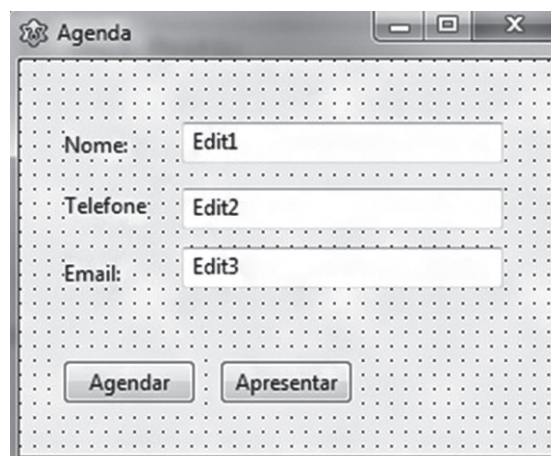 Agenda
Nome: Edit1
Telefone Edit2
Email: Edit3
Agendar Apresentar